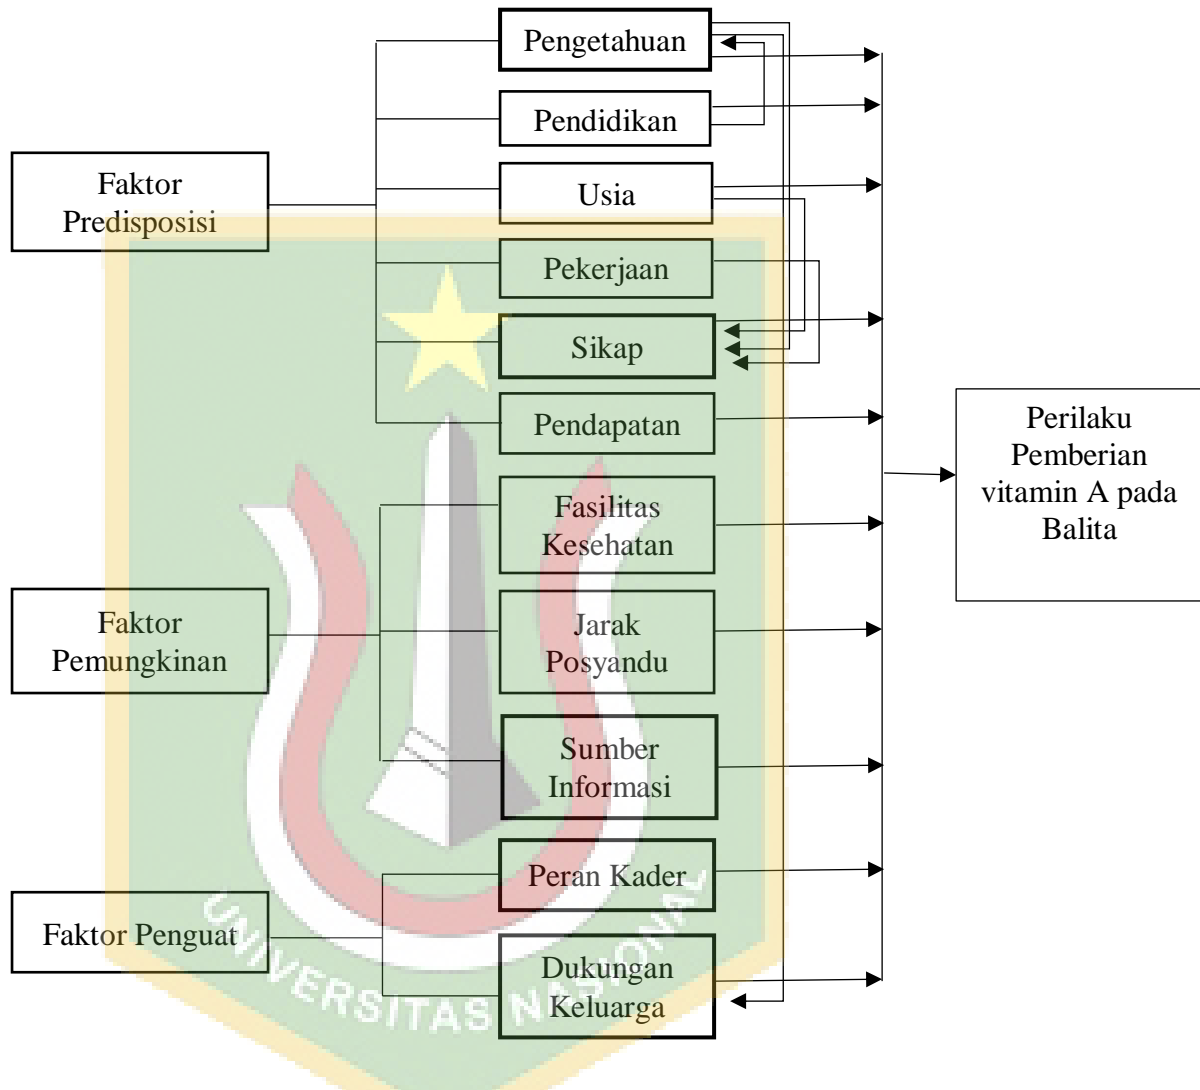 Pengetahuan
Pendidikan
Usia
Pekerjaan
Sikap
Pendapatan
Faktor
Predisposisi
Fasilitas
Kesehatan
Jarak
Posyandu
Sumber
Informasi
Faktor
Pemungkinan
Peran Kader
Dukungan
Keluarga
Faktor Penguat
Perilaku
Pemberian
vitamin A pada
Balita
UNIVERSITAS NASIONAL